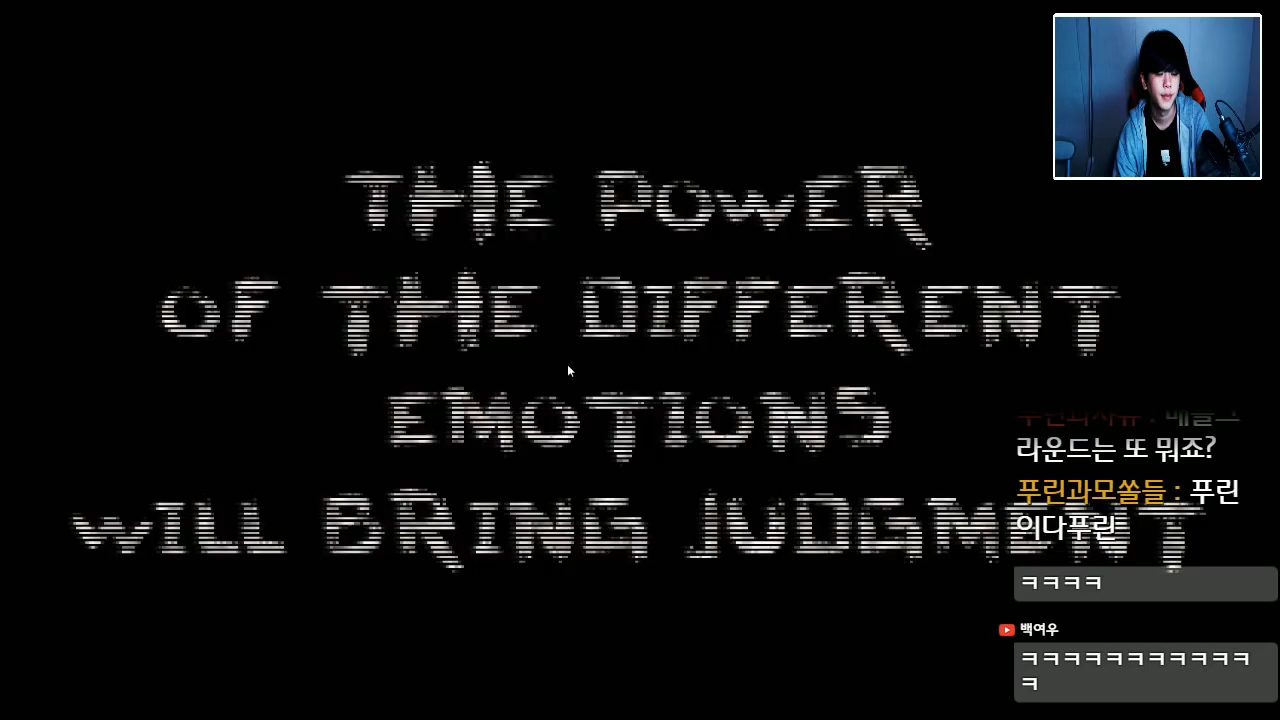 THE POWER
OF THE DIFFERENT
EMOTIONS
WILL BRING JUDGMENT
라운드는 또 뭐죠?
푸린과모쏠들 : 푸린
이다푸린
ㅋㅋㅋㅋ
백여우
ㅋㅋㅋㅋㅋㅋㅋㅋㅋㅋㅋ
ㅋ